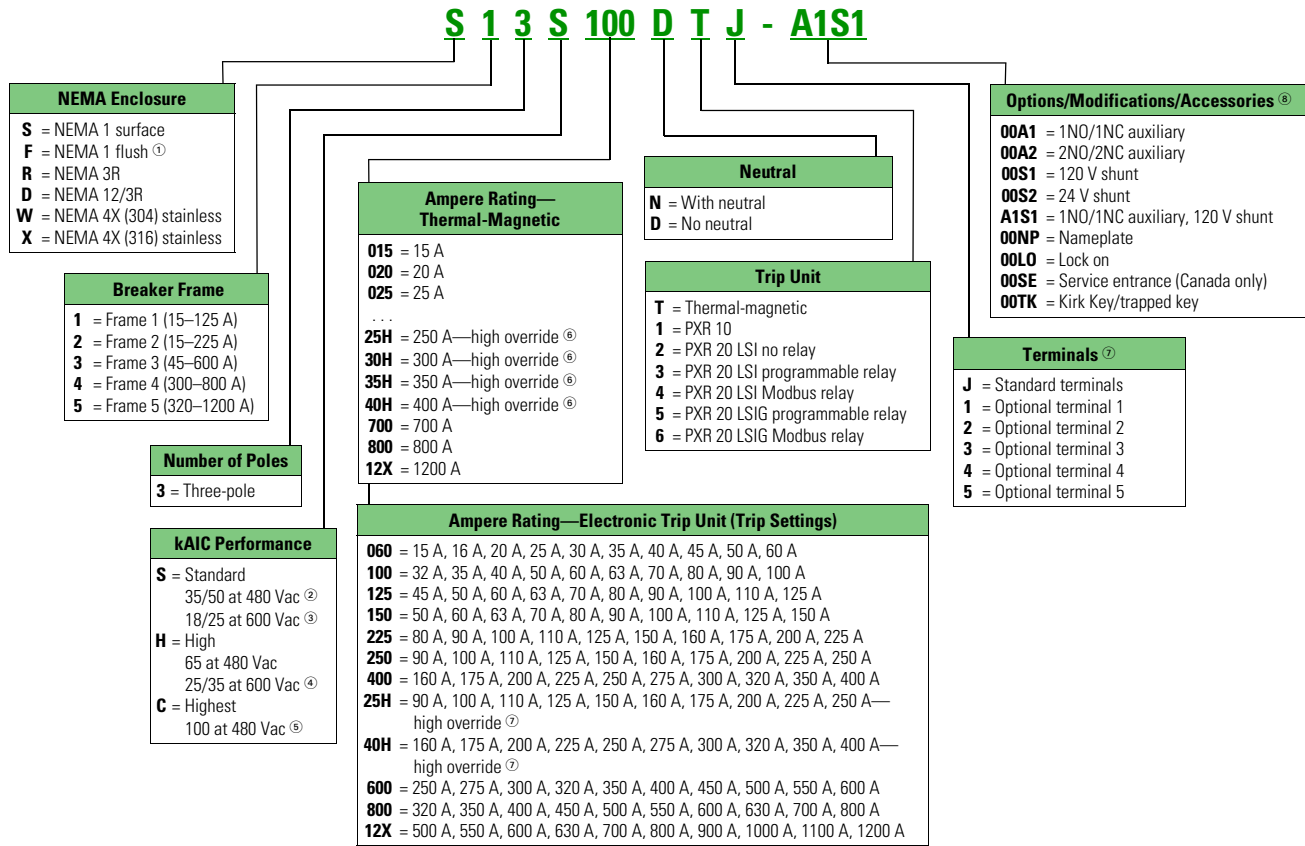 S 1 3 S 100 D T J - A1S1
NEMA Enclosure
S = NEMA 1 surface
F = NEMA 1 flush ①
R = NEMA 3R
D = NEMA 12/3R
W = NEMA 4X (304) stainless
X = NEMA 4X (316) stainless
Breaker Frame
1 = Frame 1 (15–125 A)
2 = Frame 2 (15–225 A)
3 = Frame 3 (45–600 A)
4 = Frame 4 (300–800 A)
5 = Frame 5 (320–1200 A)
Number of Poles
3 = Three-pole
kAIC Performance
S = Standard
35/50 at 480 Vac ②
18/25 at 600 Vac ③
H = High
65 at 480 Vac
25/35 at 600 Vac ④
C = Highest
100 at 480 Vac ⑤
Ampere Rating—
Thermal-Magnetic
015 = 15 A
020 = 20 A
025 = 25 A
. . .
25H = 250 A—high override ⑥
30H = 300 A—high override ⑥
35H = 350 A—high override ⑥
40H = 400 A—high override ⑥
700 = 700 A
800 = 800 A
12X = 1200 A
Ampere Rating—Electronic Trip Unit (Trip Settings)
060 = 15 A, 16 A, 20 A, 25 A, 30 A, 35 A, 40 A, 45 A, 50 A, 60 A
100 = 32 A, 35 A, 40 A, 50 A, 60 A, 63 A, 70 A, 80 A, 90 A, 100 A
125 = 45 A, 50 A, 60 A, 63 A, 70 A, 80 A, 90 A, 100 A, 110 A, 125 A
150 = 50 A, 60 A, 63 A, 70 A, 80 A, 90 A, 100 A, 110 A, 125 A, 150 A
225 = 80 A, 90 A, 100 A, 110 A, 125 A, 150 A, 160 A, 175 A, 200 A, 225 A
250 = 90 A, 100 A, 110 A, 125 A, 150 A, 160 A, 175 A, 200 A, 225 A, 250 A
400 = 160 A, 175 A, 200 A, 225 A, 250 A, 275 A, 300 A, 320 A, 350 A, 400 A
25H = 90 A, 100 A, 110 A, 125 A, 150 A, 160 A, 175 A, 200 A, 225 A, 250 A—
high override ⑦
40H = 160 A, 175 A, 200 A, 225 A, 250 A, 275 A, 300 A, 320 A, 350 A, 400 A—
high override ⑦
600 = 250 A, 275 A, 300 A, 320 A, 350 A, 400 A, 450 A, 500 A, 550 A, 600 A
800 = 320 A, 350 A, 400 A, 450 A, 500 A, 550 A, 600 A, 630 A, 700 A, 800 A
12X = 500 A, 550 A, 600 A, 630 A, 700 A, 800 A, 900 A, 1000 A, 1100 A, 1200 A
Neutral
N = With neutral
D = No neutral
Trip Unit
T = Thermal-magnetic
1 = PXR 10
2 = PXR 20 LSI no relay
3 = PXR 20 LSI programmable relay
4 = PXR 20 LSI Modbus relay
5 = PXR 20 LSIG programmable relay
6 = PXR 20 LSIG Modbus relay
Options/Modifications/Accessories ⑧
00A1 = 1NO/1NC auxiliary
00A2 = 2NO/2NC auxiliary
00S1 = 120 V shunt
00S2 = 24 V shunt
A1S1 = 1NO/1NC auxiliary, 120 V shunt
00NP = Nameplate
00LO = Lock on
00SE = Service entrance (Canada only)
00TK = Kirk Key/trapped key
Terminals ⑦
J = Standard terminals
1 = Optional terminal 1
2 = Optional terminal 2
3 = Optional terminal 3
4 = Optional terminal 4
5 = Optional terminal 5